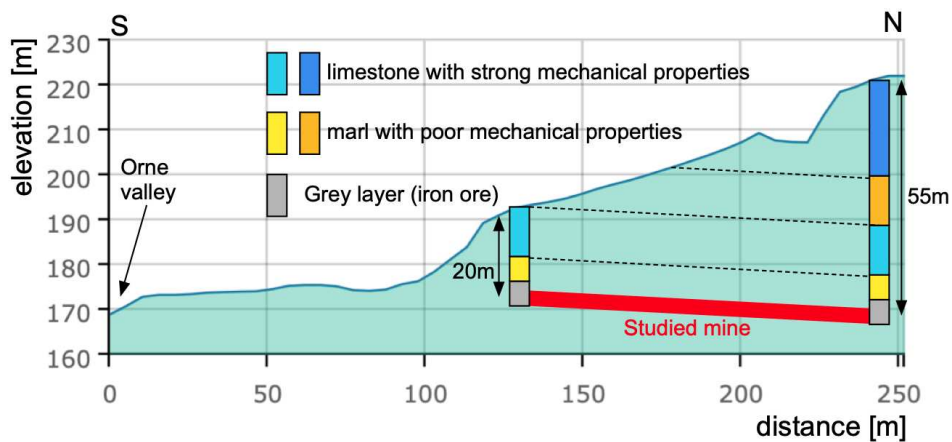 S
N
elevation [m]
230
220
210
200
190
180
170
160
limestone with strong mechanical properties
marl with poor mechanical properties
Grey layer (iron ore)
Orne
valley
20m
55m
Studied mine
0
50
100
150
200
250
distance [m]